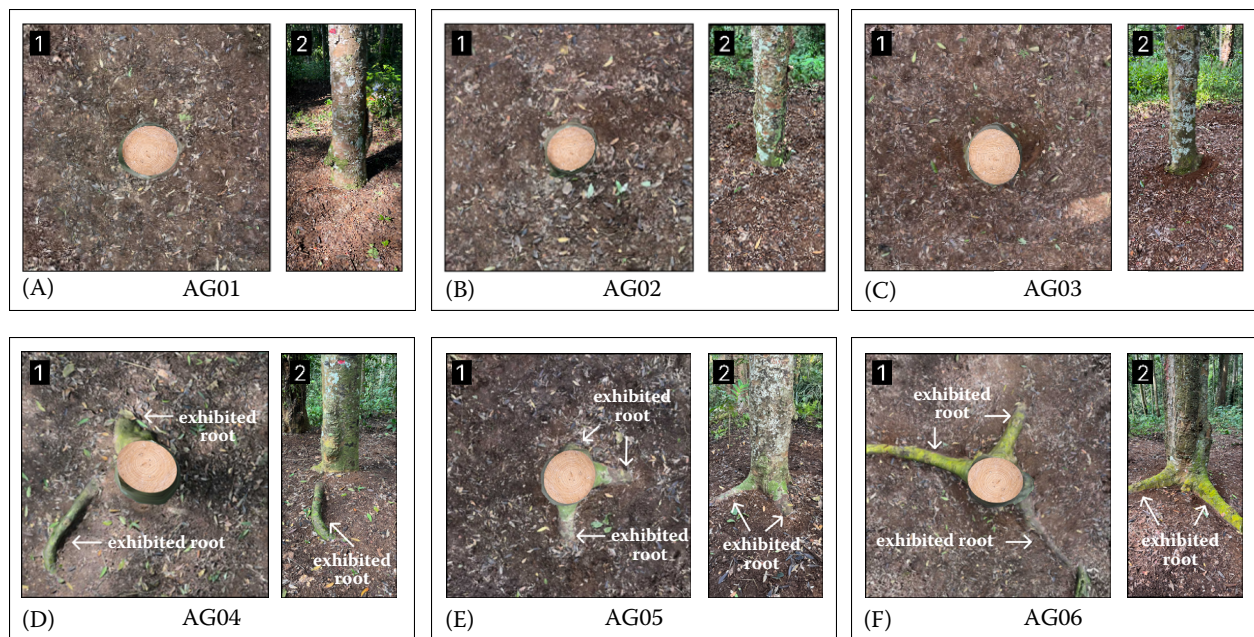 1
2
(A)
AG01
1
2
(B)
AG02
1
2
(C)
AG03
1
2
exhibited
root
exhibited root
exhibited
root
(D)
AG04
1
2
exhibited
root
exhibited
root
exhibited
root
(E)
AG05
1
2
exhibited
root
exhibited root
exhibited
root
(F)
AG06